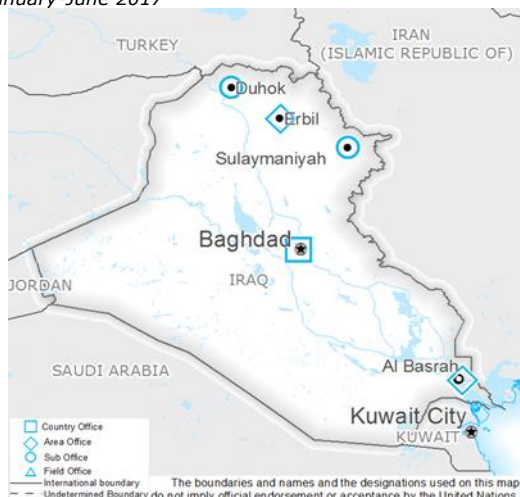 January-June 2017
TURKEY
IRAN
(ISLAMIC REPUBLIC OF)
Duhok
Erbil
Sulaymaniyah
Baghdad
IRAQ
JORDAN
SAUDI ARABIA
Al Basrah
Kuwait City
KUWAIT
Country Office
Area Office
Sub Office
Field Office
International boundary
The boundaries and names and the designations used on this map
Undetermined Boundary do not imply official endorsement or acceptance by the United Nations.